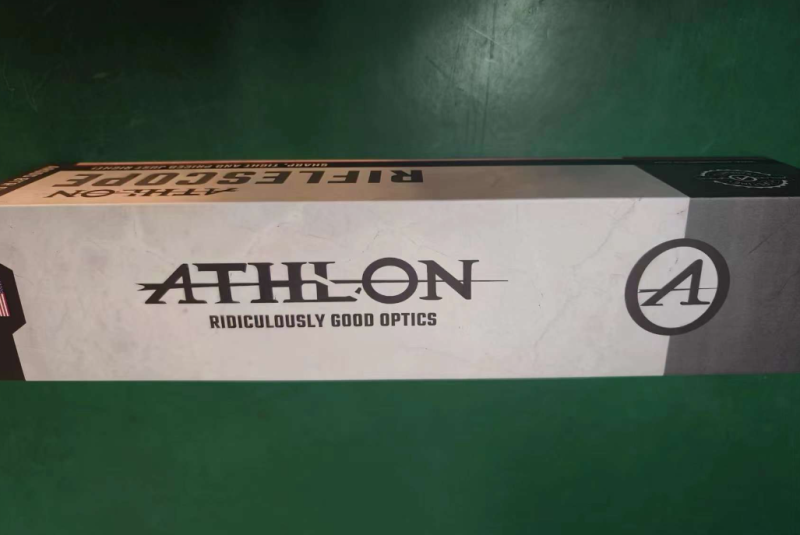 SHARP, TIGHT AND PRICED JUST RIGHT!
RIFLESCOPE
ATHLON
ATHLON
RIDICULOUSLY GOOD OPTICS
A